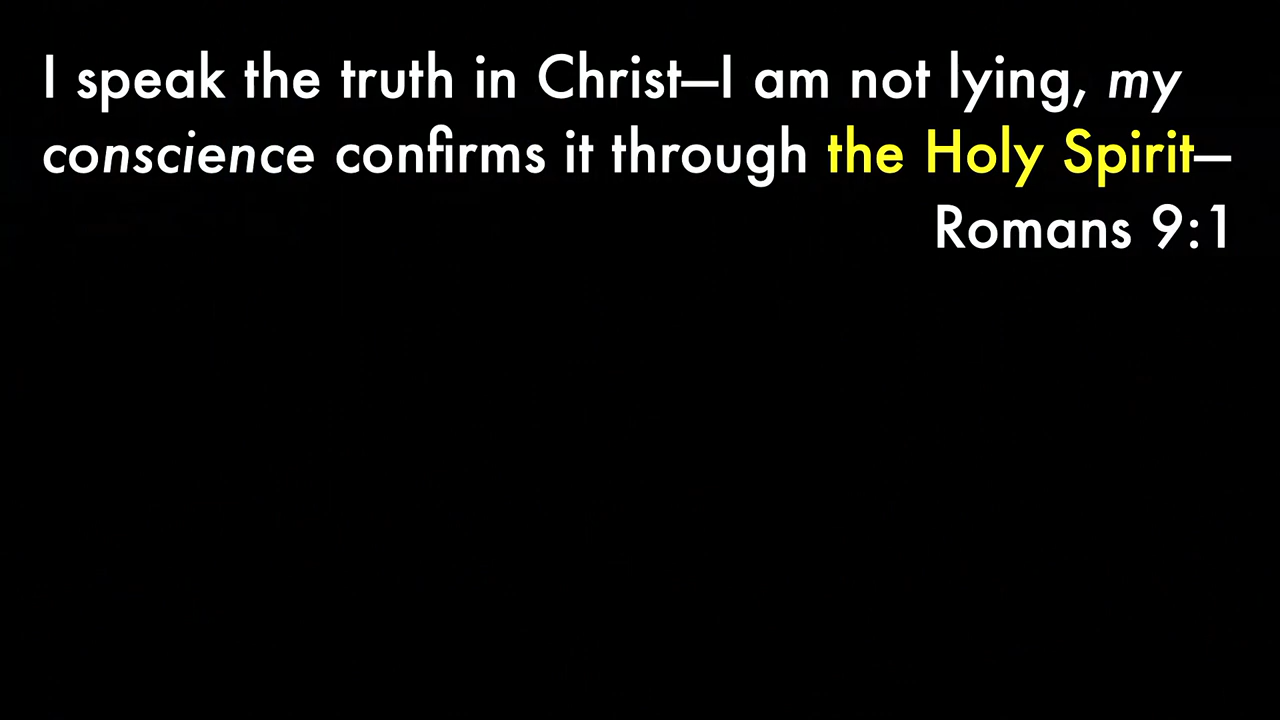 I speak the truth in Christ—I am not lying, my
conscience confirms it through the Holy Spirit—
Romans 9:1